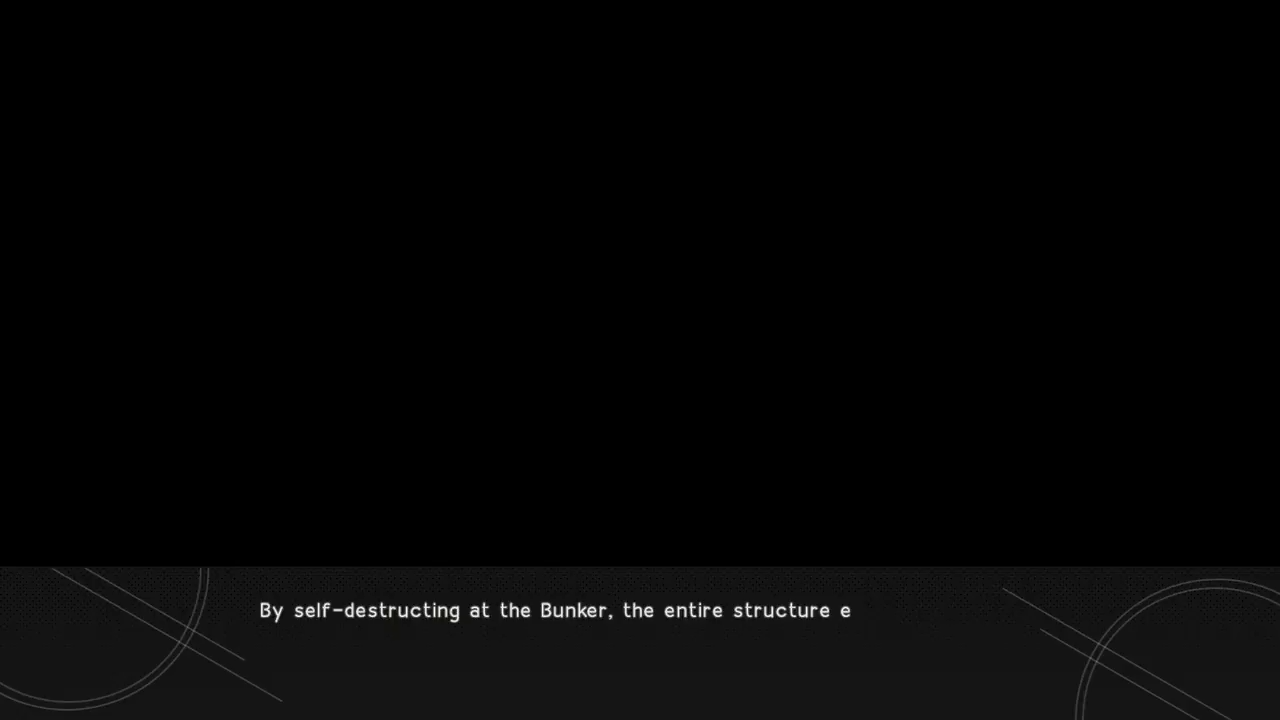 By self-destructing at the Bunker, the entire structure e